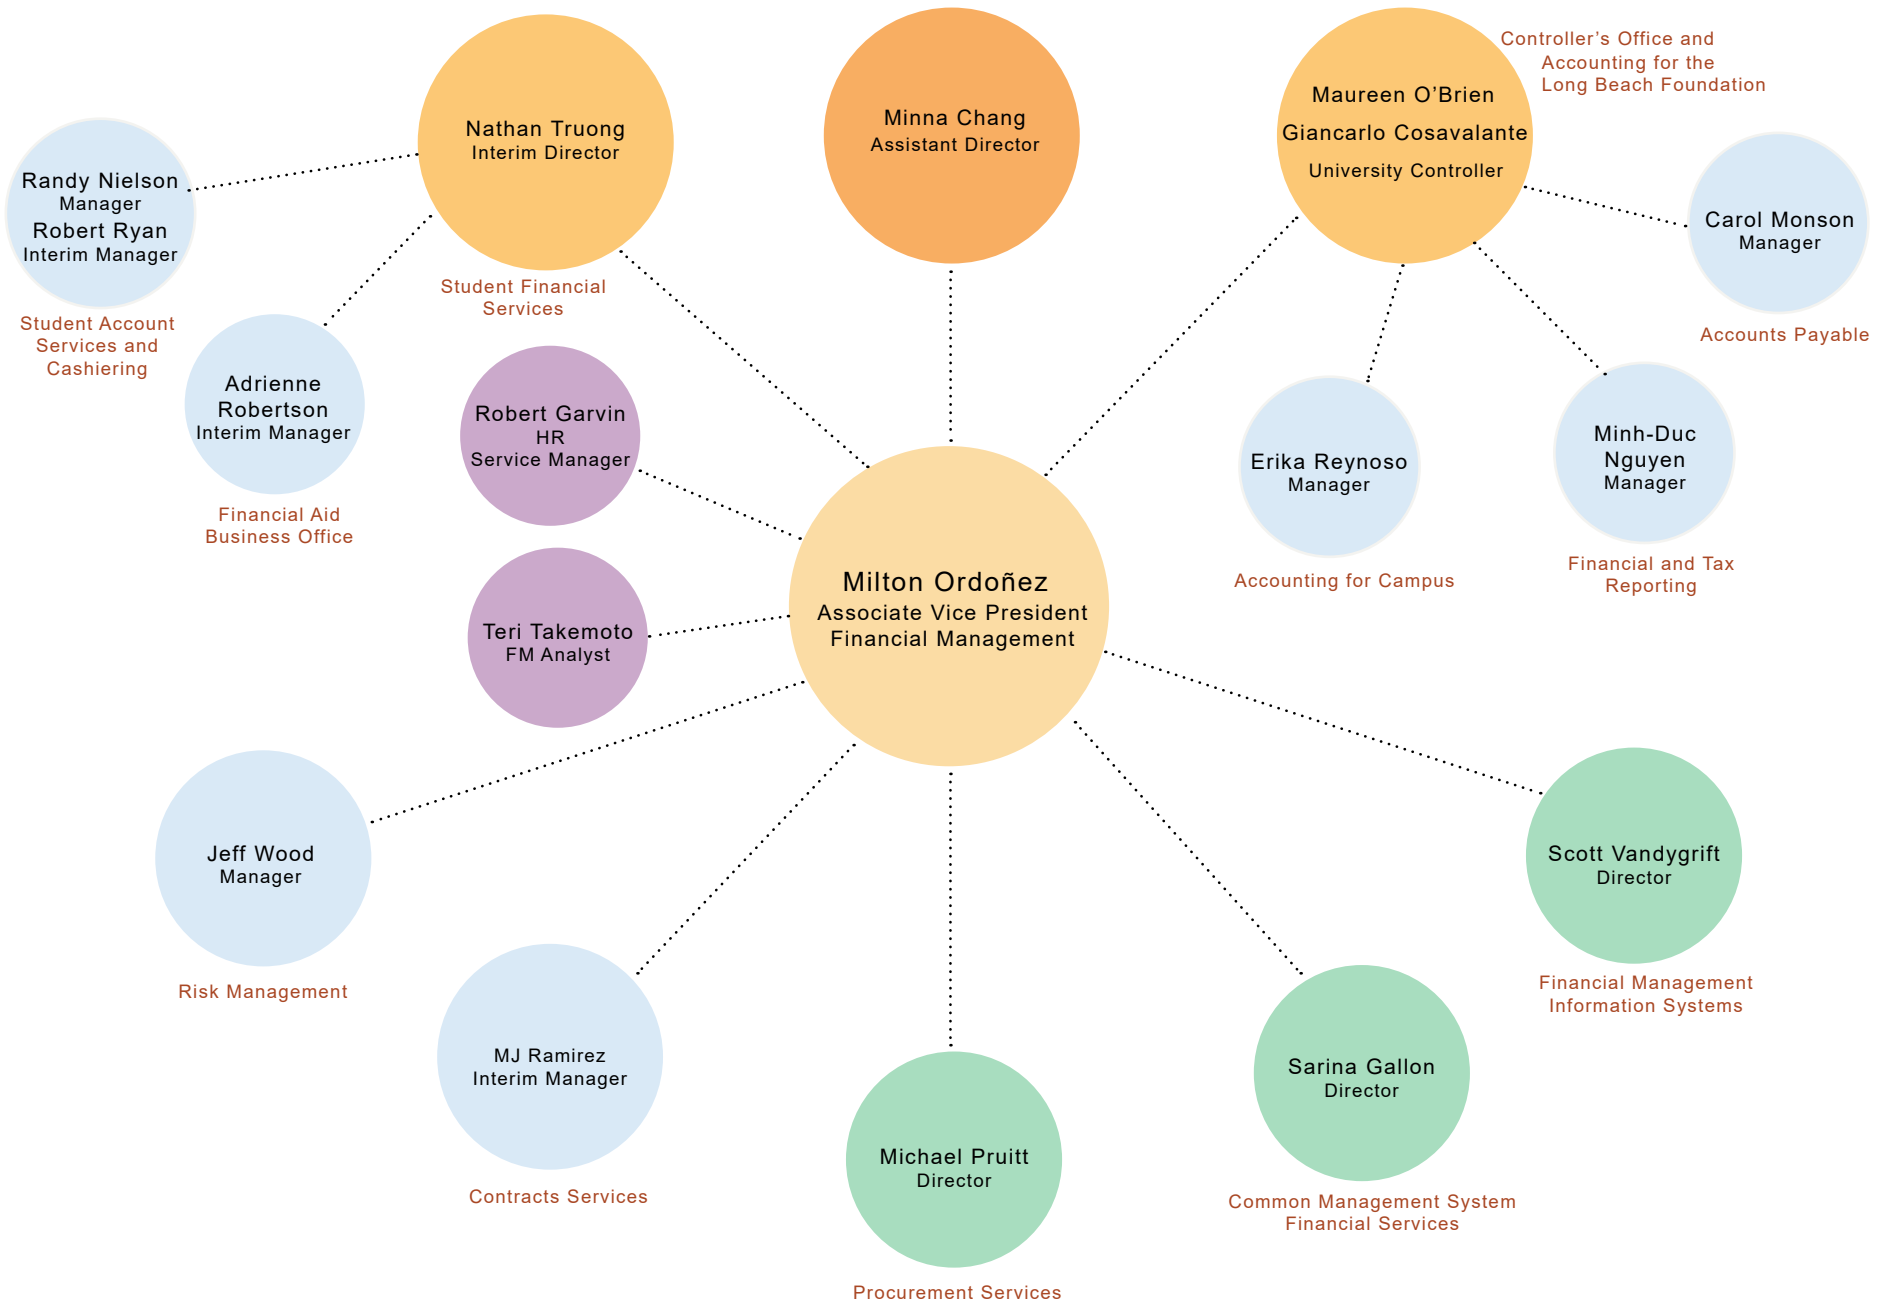 Controller’s Office and
Accounting for the
Long Beach Foundation
Nathan Truong
Interim Director
Student Financial
Services
Minna Chang
Assistant Director
Maureen O’Brien
Giancarlo Cosavalante
University Controller
Randy Nielson
Manager
Robert Ryan
Interim Manager
Student Account
Services and
Cashiering
Adrienne
Robertson
Interim Manager
Financial Aid
Business Office
Carol Monson
Manager
Accounts Payable
Robert Garvin
HR
Service Manager
Erika Reynoso
Manager
Accounting for Campus
Minh-Duc
Nguyen
Manager
Financial and Tax
Reporting
Teri Takemoto
FM Analyst
Milton Ordoñez
Associate Vice President
Financial Management
Jeff Wood
Manager
Risk Management
MJ Ramirez
Interim Manager
Contracts Services
Michael Pruitt
Director
Procurement Services
Sarina Gallon
Director
Common Management System
Financial Services
Scott Vandygrift
Director
Financial Management
Information Systems